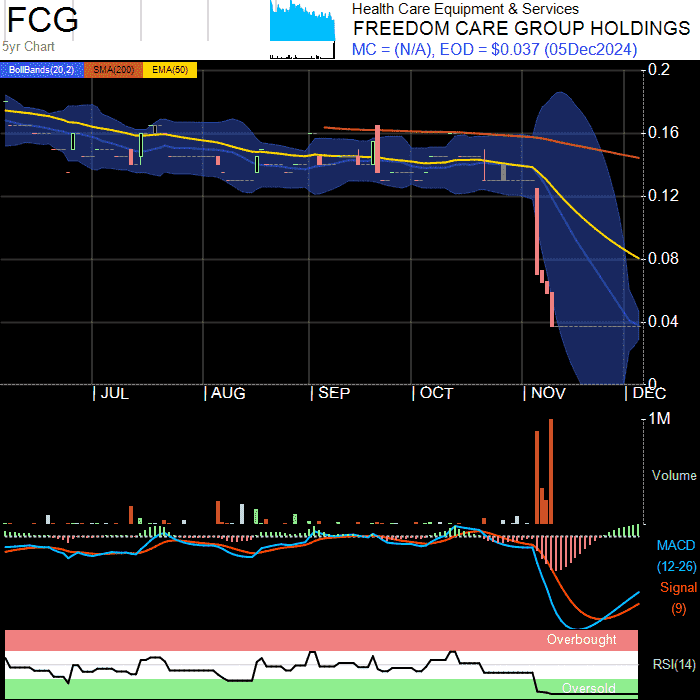 FCG
5yr Chart
Health Care Equipment & Services
FREEDOM CARE GROUP HOLDINGS
MC = (N/A), EOD = $0.037 (05Dec2024)
BollBands(20,2) SMA(200) EMA(50)
0.2
0.16
0.12
0.08
0.04
0
JUL AUG SEP OCT NOV DEC
1M
Volume
MACD
(12-26)
Signal
(9)
Overbought
RSI(14)
Oversold